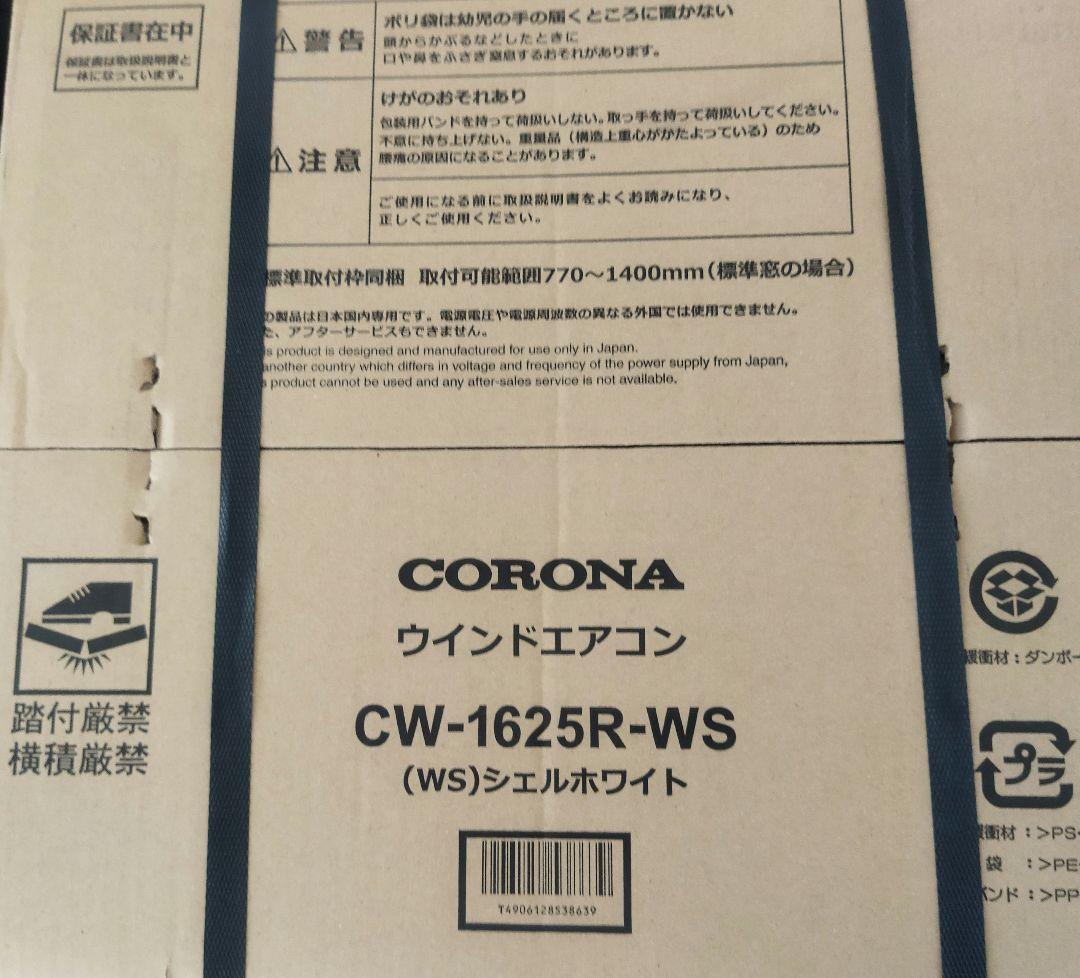 保証書在中
保証書は取扱説明書と
一体になっています。
警告
ポリ袋は幼児の手の届くところに置かない
頭からかぶるなどしたときに
口や鼻をふさぎ窒息するおそれがあります。
注意
けがのおそれあり
包装用バンドを持って荷扱いしない。取っ手を持って荷扱いしてください。
不意に持ち上げない。重量品（構造上重心がかたよっている）のため
腰痛の原因になることがあります。
ご使用になる前に取扱説明書をよくお読みになり、
正しくご使用ください。
標準取付枠同梱 取付可能範囲770～1400mm（標準窓の場合）
の製品は日本国内専用です。電源電圧や電源周波数の異なる外国では使用できません。
た、アフターサービスもできません。
is product is designed and manufactured for use only in Japan.
another country which differs in voltage and frequency of the power supply from Japan,
s product cannot be used and any after-sales service is not available.
踏付厳禁
横積厳禁
CORONA
ウインドエアコン
CW-1625R-WS
(WS)シェルホワイト
T4906128538639
緩衝材：ダンボー
プラ
緩衝材：>PS
袋：>PE
バンド：>PP